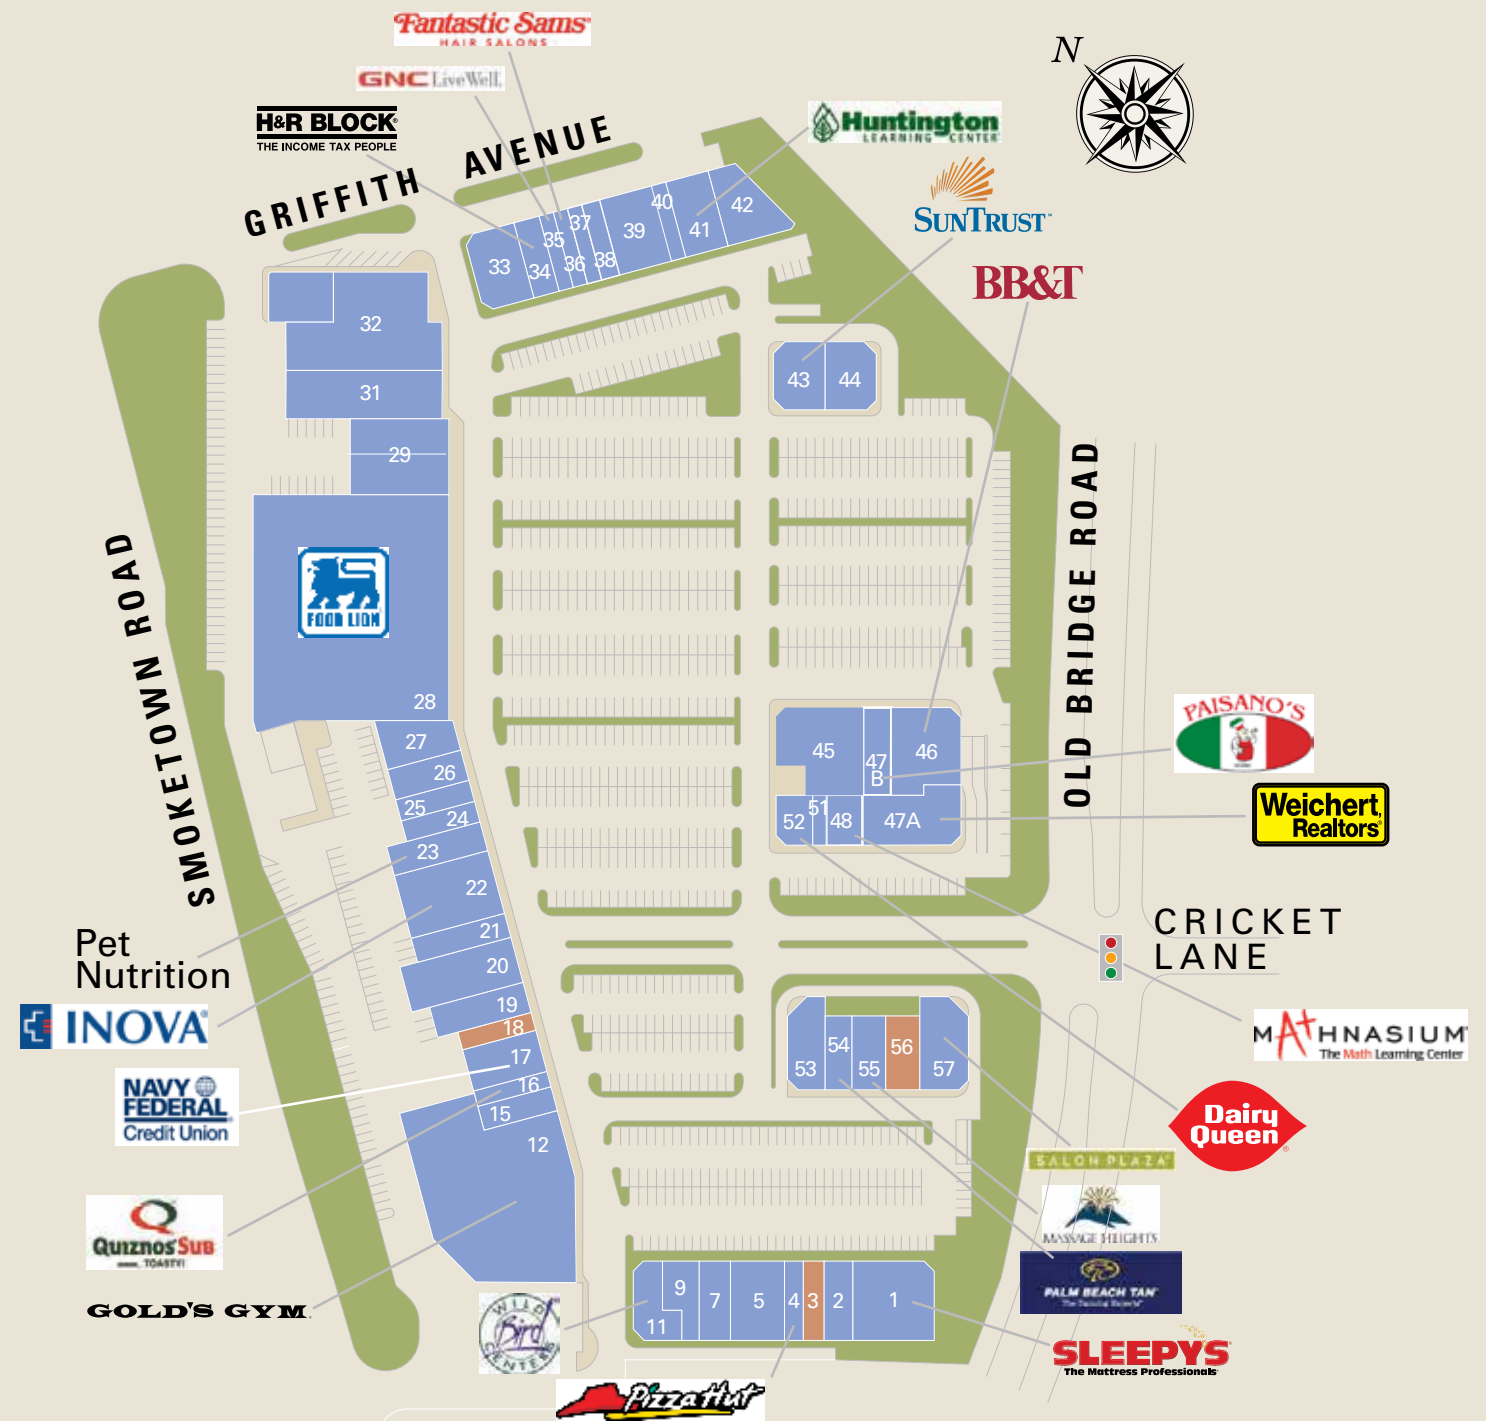 Fantastic Sams
HAIR SALONS
GNC LiveWell
H&R BLOCK
THE INCOME TAX PEOPLE
GRIFFITH AVENUE
Huntington
LEARNING CENTER
N
SUNTRUST
BB&T
33
34
35
36
37
38
39
40
41
42
43
44
32
31
29
FOOD LION
28
27
26
25
24
23
22
21
20
19
18
17
16
15
12
SMOKETOWN ROAD
OLD BRIDGE ROAD
45
47
B
46
52
51
48
47A
PAISANO'S
Weichert,
Realtors
CRICKET
LANE
Pet
Nutrition
INOVA
NAVY
FEDERAL
Credit Union
QUIZNOS SUB
TOASTY!
GOLD'S GYM
53
54
55
56
57
MATHNASIUM
The Math Learning Center
Dairy
Queen
SALON PLAZA
MASSAGE HEIGHTS
PALM BEACH TAN
SLEEPYS
The Mattress Professionals
WILD
Bird
CENTERS
11
9
7
5
4
3
2
1
Pizza Hut